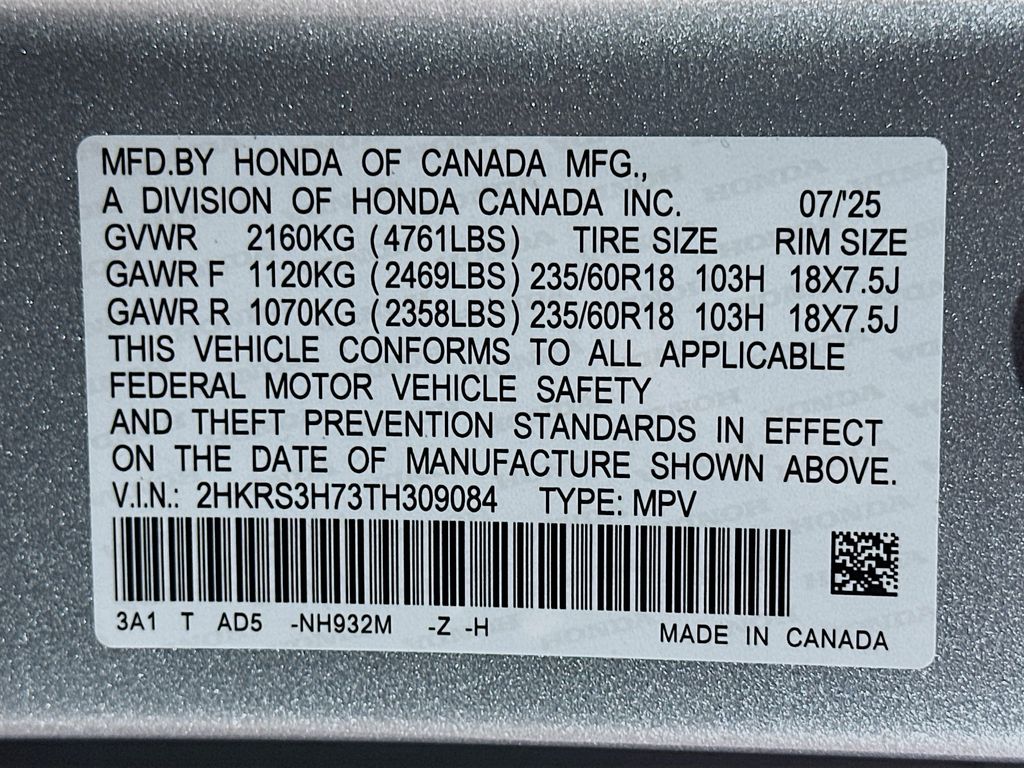 MFD.BY HONDA OF CANADA MFG.,
A DIVISION OF HONDA CANADA INC. 07/'25
GVWR 2160KG (4761LBS) TIRE SIZE RIM SIZE
GAWR F 1120KG (2469LBS) 235/60R18 103H 18X7.5J
GAWR R 1070KG (2358LBS) 235/60R18 103H 18X7.5J
THIS VEHICLE CONFORMS TO ALL APPLICABLE
FEDERAL MOTOR VEHICLE SAFETY
AND THEFT PREVENTION STANDARDS IN EFFECT
ON THE DATE OF MANUFACTURE SHOWN ABOVE.
V.I.N.: 2HKRS3H73TH309084 TYPE: MPV
3A1 T AD5 -NH932M -Z -H
MADE IN CANADA